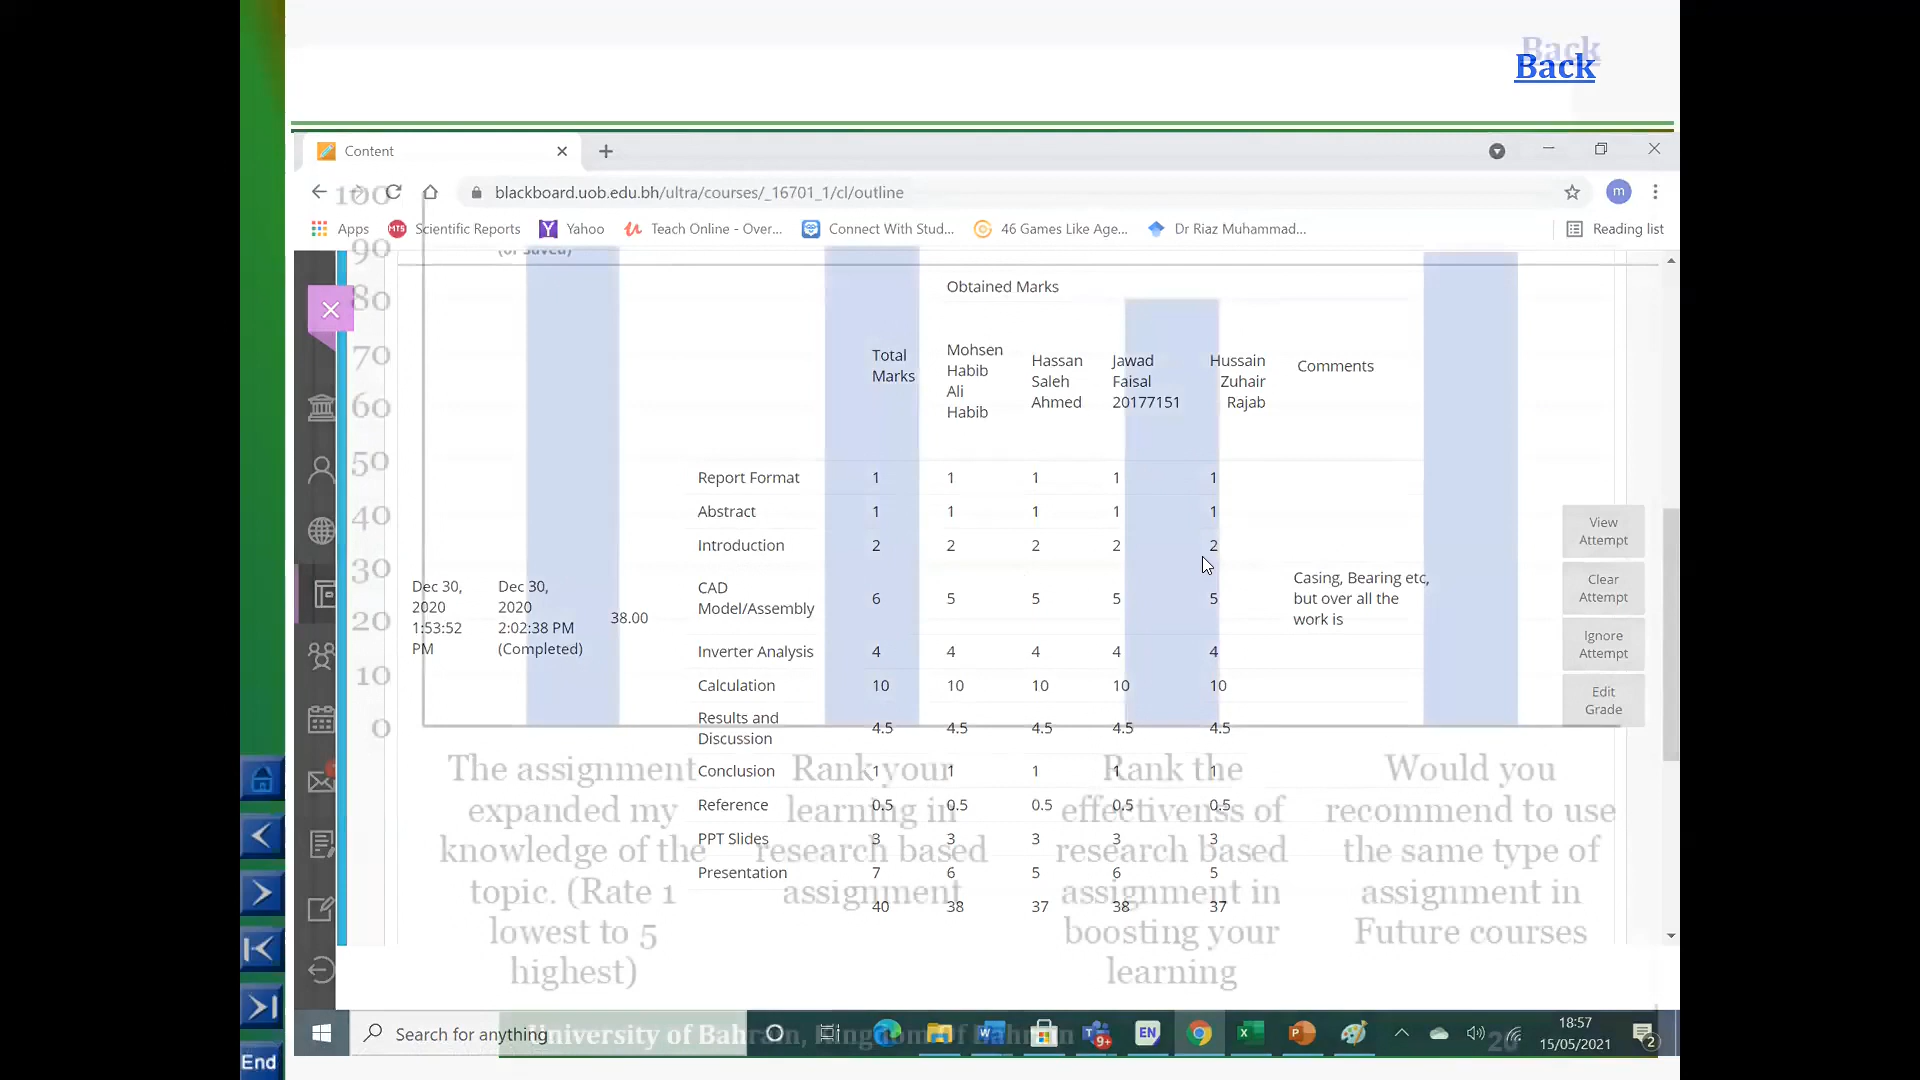 Back
Back
Content
blackboard.uob.edu.bh/ultra/courses/_16701_1/cl/outline
Apps Scientific Reports Yahoo Teach Online - Over... Connect With Stud... 46 Games Like Age... Dr Riaz Muhammad... Reading list
100
90
80
70
60
50
40
30
20
10
0
(or Saved)
Obtained Marks
Total Marks
Mohsen Habib Ali Habib
Hassan Saleh Ahmed
Jawad Faisal 20177151
Hussain Zuhair Rajab
Comments
Report Format 1 1 1 1 1
Abstract 1 1 1 1 1
Introduction 2 2 2 2 2
Dec 30, 2020 1:53:52 PM
Dec 30, 2020 2:02:38 PM (Completed)
38.00
CAD Model/Assembly 6 5 5 5 5
Casing, Bearing etc, but over all the work is
Inverter Analysis 4 4 4 4 4
Calculation 10 10 10 10 10
Results and Discussion 4.5 4.5 4.5 4.5 4.5
Conclusion 1 1 1 1 1
Reference 0.5 0.5 0.5 0.5 0.5
PPT Slides 3 3 3 3 3
Presentation 7 6 5 6 5
40 38 37 38 37
View Attempt
Clear Attempt
Ignore Attempt
Edit Grade
The assignment expanded my knowledge of the topic. (Rate 1 lowest to 5 highest)
Rank your learning in research based assignment
Rank the effectivenss of research based assignment in boosting your learning
Would you recommend to use the same type of assignment in Future courses
Search for anything
University of Bahrain, Kingdom of Bahrain
EN
9+
18:57
15/05/2021
2
End